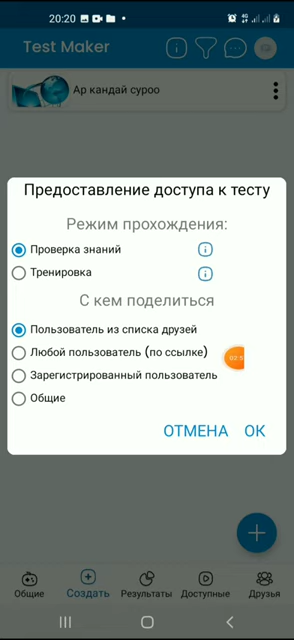 20:20
Test Maker
Ар кандай суроо
Предоставление доступа к тесту
Режим прохождения:
Проверка знаний
Тренировка
С кем поделиться
Пользователь из списка друзей
Любой пользователь (по ссылке)
Зарегистрированный пользователь
Общие
ОТМЕНА ОК
Общие Создать Результаты Доступные Друзья